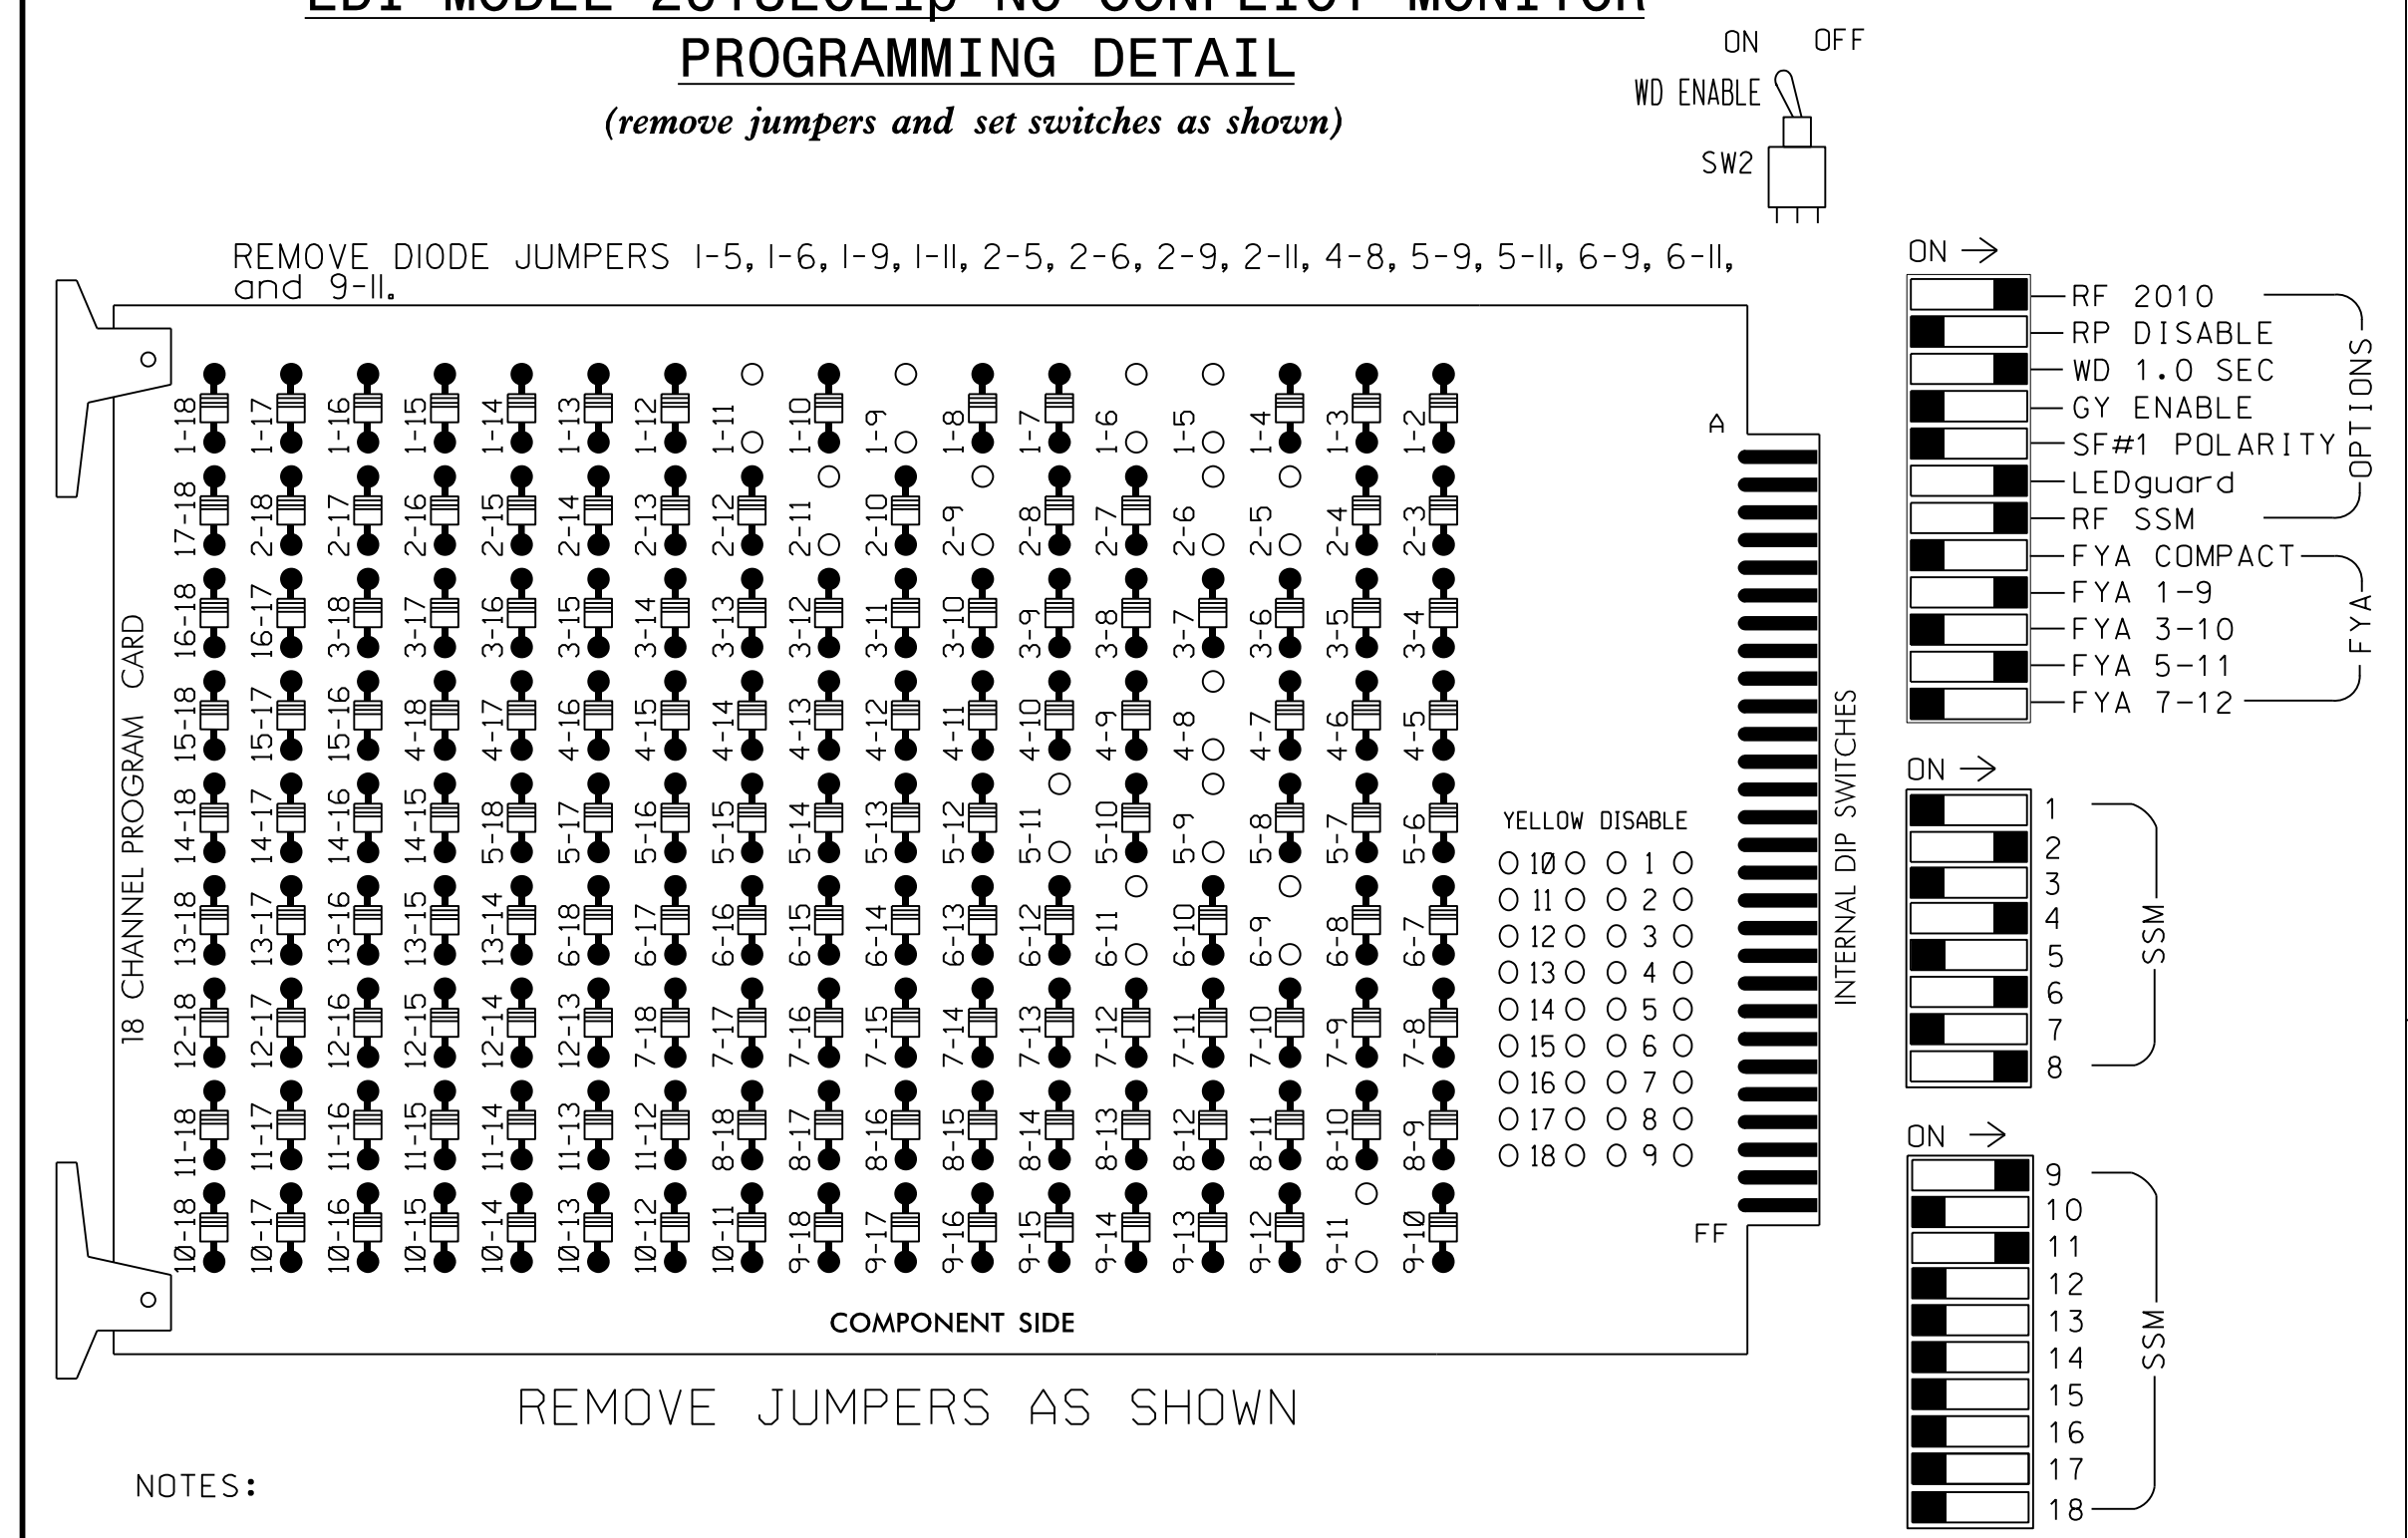 PROGRAMMING DETAIL
(remove jumpers and set switches as shown)
ON OFF
WD ENABLE
SW2
REMOVE DIODE JUMPERS 1-5, 1-6, 1-9, 1-11, 2-5, 2-6, 2-9, 2-11, 4-8, 5-9, 5-11, 6-9, 6-11,
and 9-11.
18 CHANNEL PROGRAM CARD
1-18 1-17 1-16 1-15 1-14 1-13 1-12 1-11 1-10 1-9 1-8 1-7 1-6 1-5 1-4 1-3 1-2
17-18 2-18 2-17 2-16 2-15 2-14 2-13 2-12 2-11 2-10 2-9 2-8 2-7 2-6 2-5 2-4 2-3
16-18 16-17 3-18 3-17 3-16 3-15 3-14 3-13 3-12 3-11 3-10 3-9 3-8 3-7 3-6 3-5 3-4
15-18 15-17 15-16 4-18 4-17 4-16 4-15 4-14 4-13 4-12 4-11 4-10 4-9 4-8 4-7 4-6 4-5
14-18 14-17 14-16 14-15 5-18 5-17 5-16 5-15 5-14 5-13 5-12 5-11 5-10 5-9 5-8 5-7 5-6
13-18 13-17 13-16 13-15 13-14 6-18 6-17 6-16 6-15 6-14 6-13 6-12 6-11 6-10 6-9 6-8 6-7
12-18 12-17 12-16 12-15 12-14 12-13 7-18 7-17 7-16 7-15 7-14 7-13 7-12 7-11 7-10 7-9 7-8
11-18 11-17 11-16 11-15 11-14 11-13 11-12 8-18 8-17 8-16 8-15 8-14 8-13 8-12 8-11 8-10 8-9
10-18 10-17 10-16 10-15 10-14 10-13 10-12 10-11 9-18 9-17 9-16 9-15 9-14 9-13 9-12 9-11 9-10
A
FF
YELLOW DISABLE
10 1
11 2
12 3
13 4
14 5
15 6
16 7
17 8
18 9
COMPONENT SIDE
REMOVE JUMPERS AS SHOWN
NOTES:
INTERNAL DIP SWITCHES
ON
RF 2010
RP DISABLE
WD 1.0 SEC
GY ENABLE
SF#1 POLARITY
LEDguard
RF SSM
OPTIONS
FYA COMPACT
FYA 1-9
FYA 3-10
FYA 5-11
FYA 7-12
FYA
ON
1
2
3
4
5
6
7
8
SSM
ON
9
10
11
12
13
14
15
16
17
18
SSM